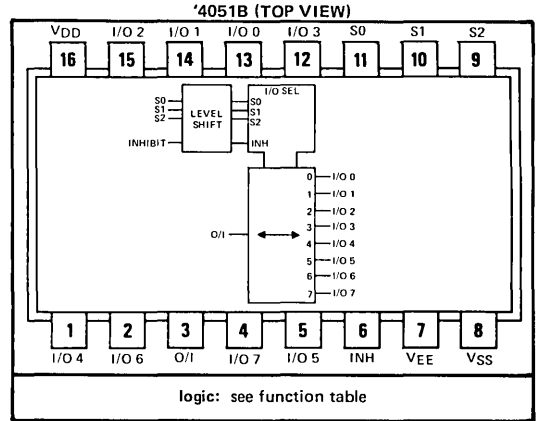 '4051B (TOP VIEW)
VDD I/O 2 I/O 1 I/O 0 I/O 3 S0 S1 S2
16 15 14 13 12 11 10 9
I/O SEL
S0 S0
S1 LEVEL S1
S2 SHIFT S2
INHIBIT INH
0 I/O 0
1 I/O 1
2 I/O 2
3 I/O 3
O/I 4 I/O 4
5 I/O 5
6 I/O 6
7 I/O 7
1 2 3 4 5 6 7 8
I/O 4 I/O 6 O/I I/O 7 I/O 5 INH VEE VSS
logic: see function table